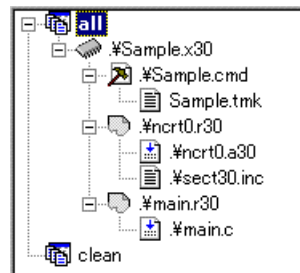 all
.¥Sample.x30
.¥Sample.cmd
Sample.tmk
.¥ncrt0.r30
.¥ncrt0.a30
.¥sect30.inc
.¥main.r30
.¥main.c
clean